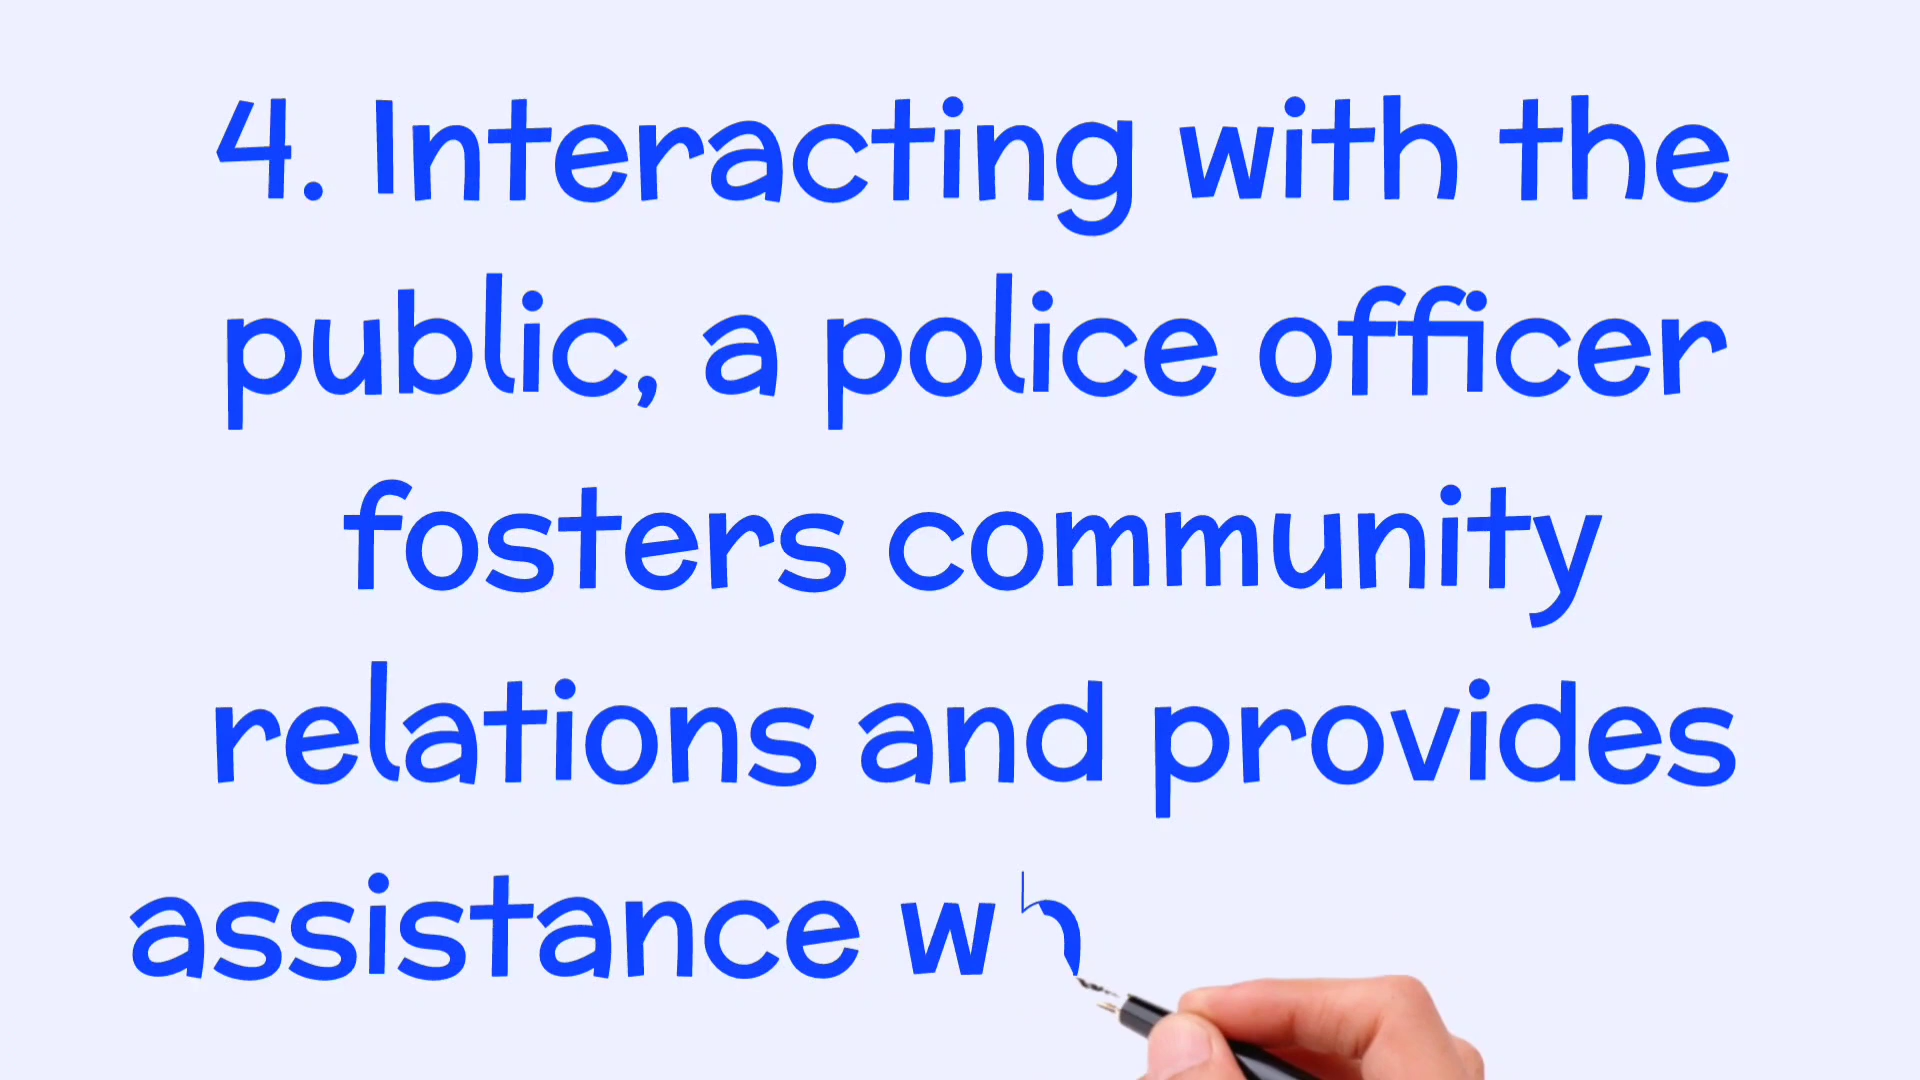 4. Interacting with the
public, a police officer
fosters community
relations and provides
assistance w